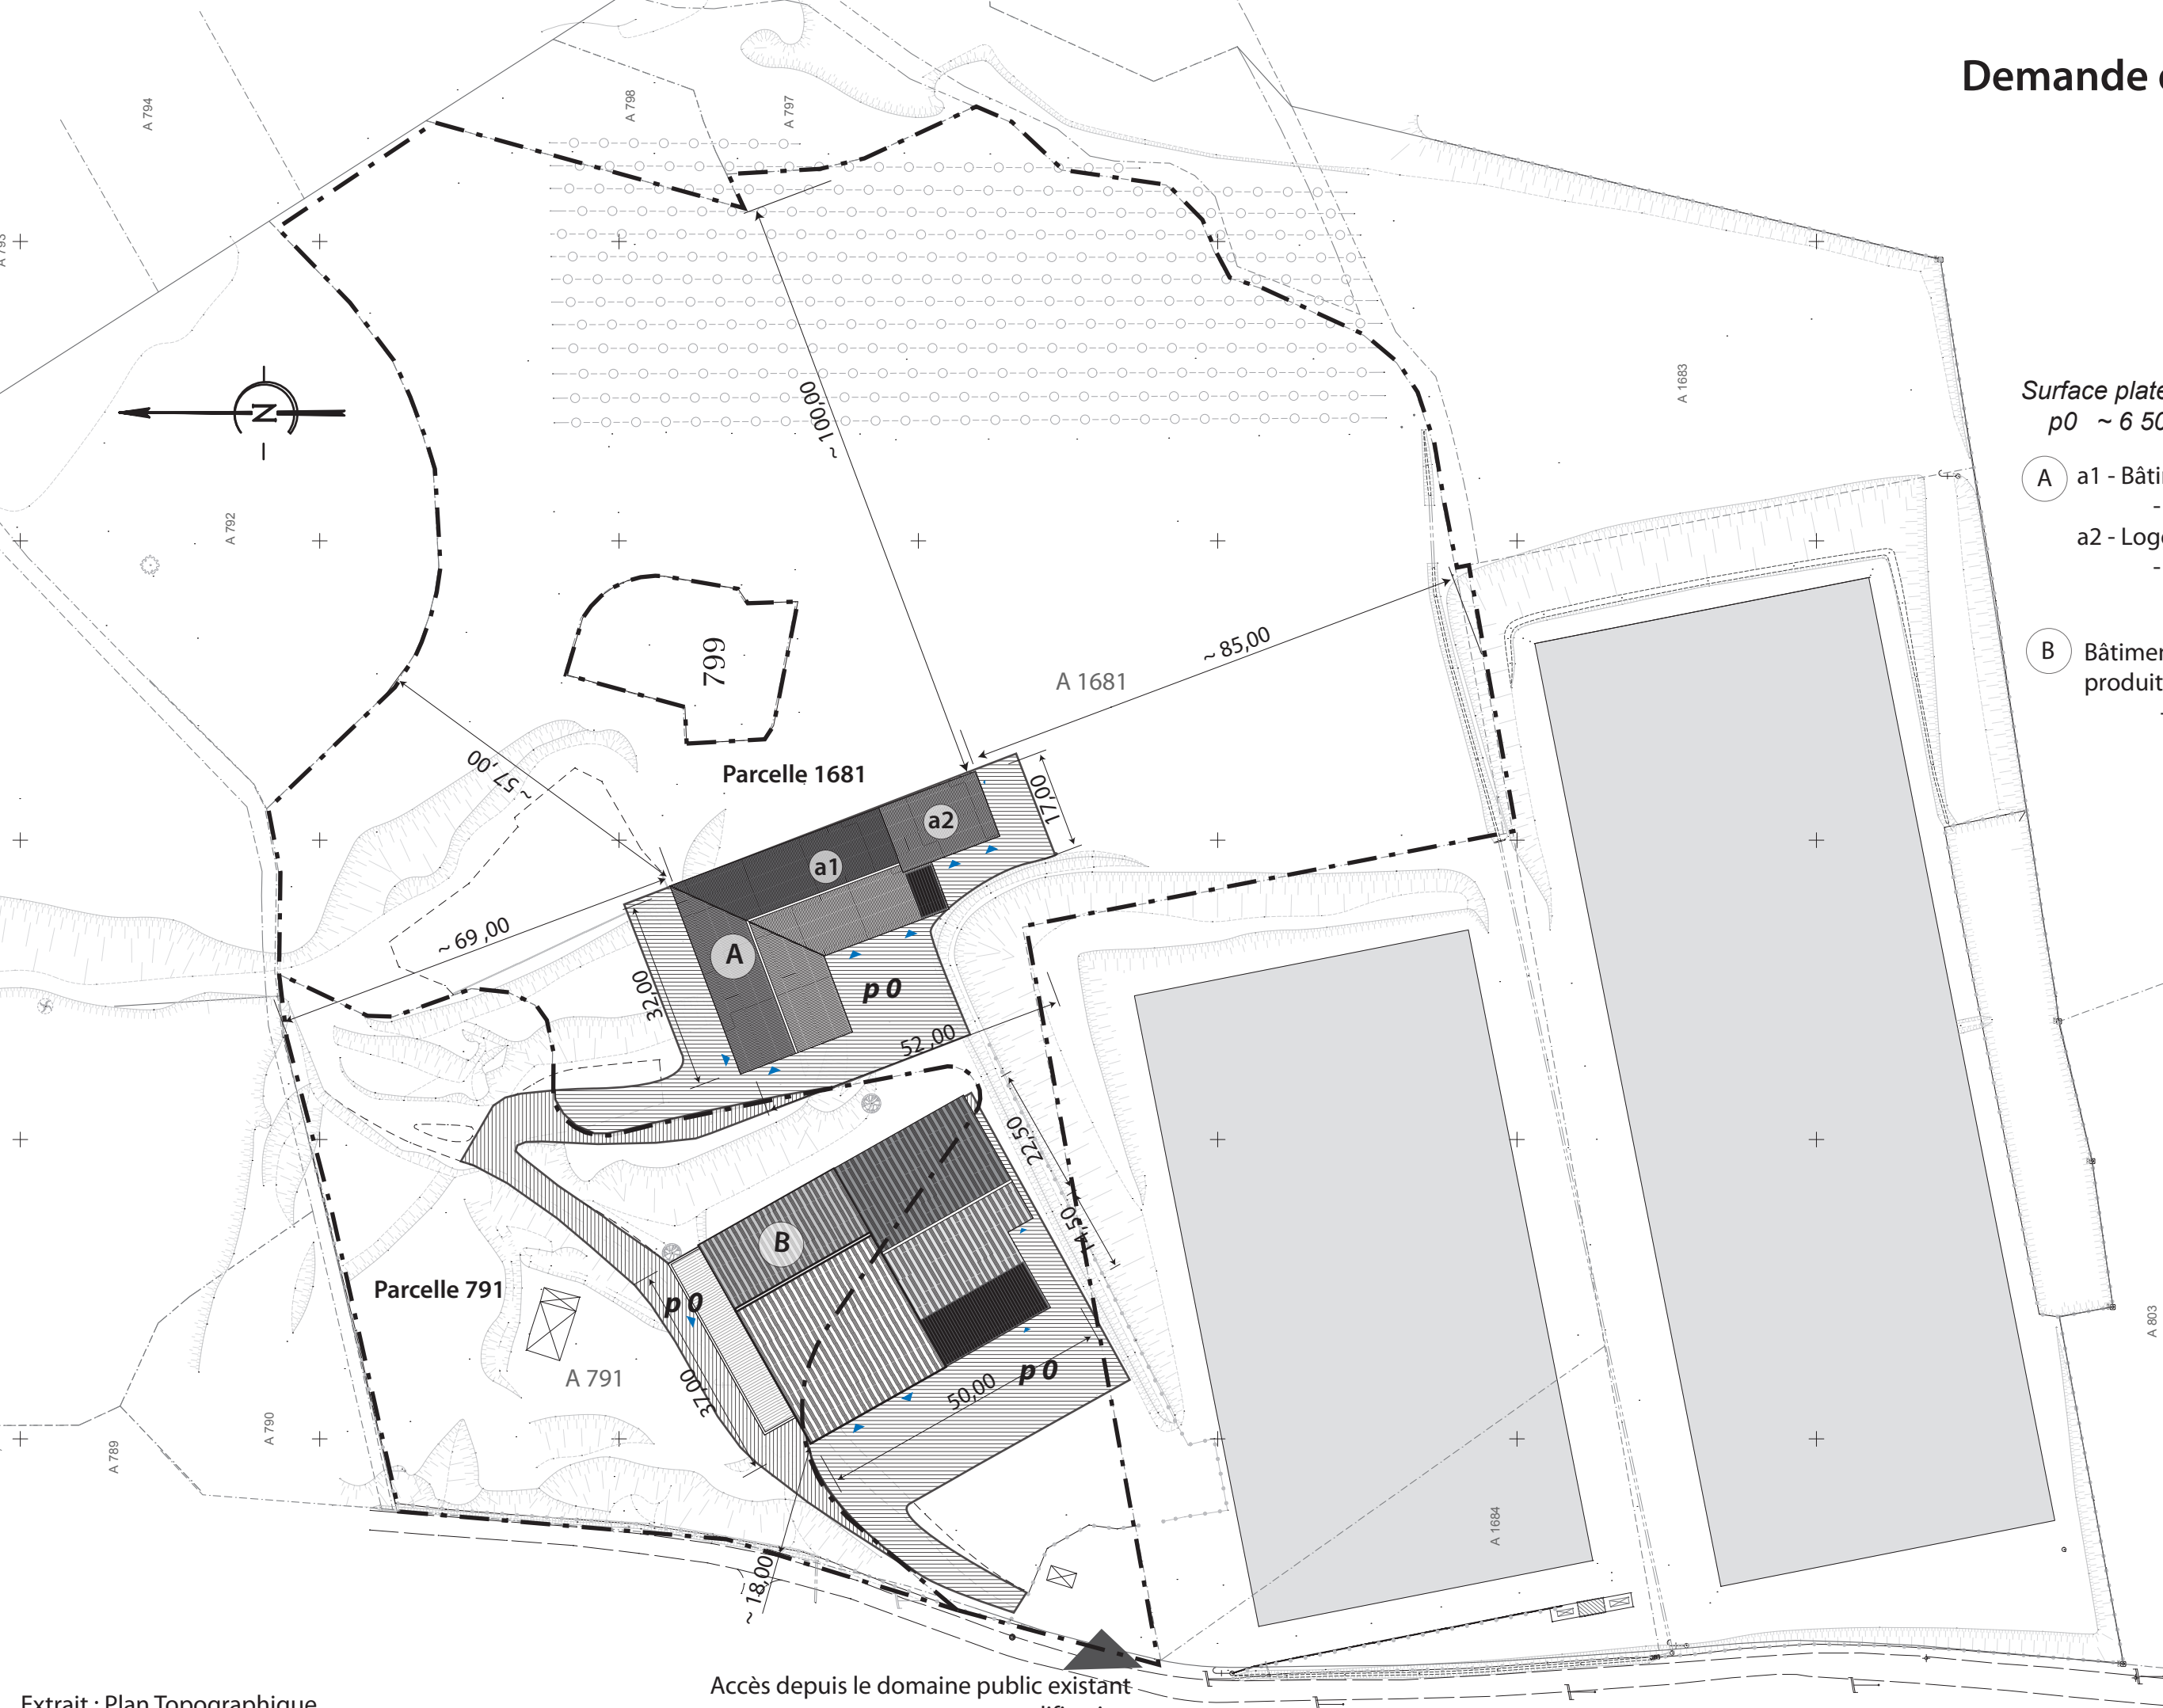 Demande
A 794
A 798
A 797
A 793
N
~ 100,00
A 1683
Surface plate
p0 ~ 6 50
A
a1 - Bâti
-
a2 - Log
-
A 792
B
Bâtime
produit
-
799
~ 85,00
A 1681
~ 57,00
Parcelle 1681
17,00
a2
a1
~ 69,00
A
32,00
p 0
52,00
22,50
14,50
B
Parcelle 791
p 0
A 803
A 791
37,00
50,00
p 0
A 790
A 789
A 1684
~ 18,00
Accès depuis le domaine public existant
Extrait : Plan Topographique